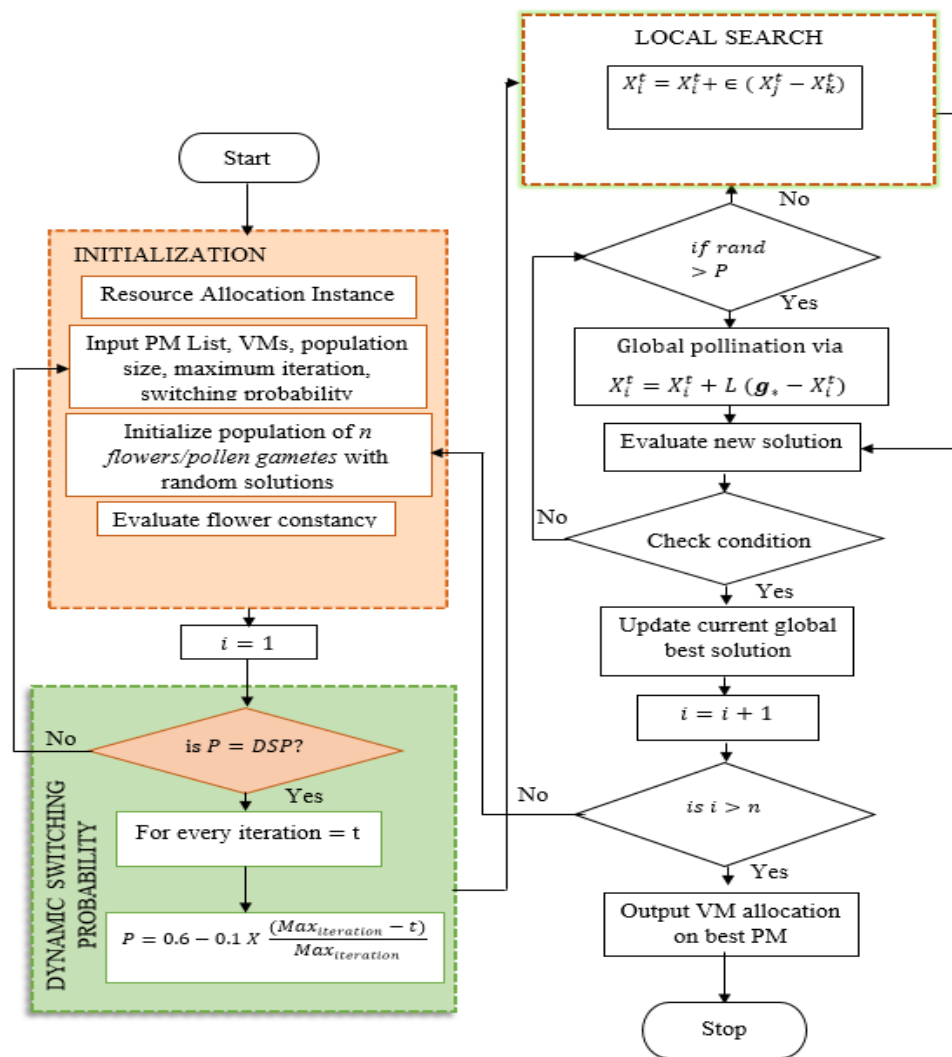 Start
INITIALIZATION
Resource Allocation Instance
Input PM List, VMs, population
size, maximum iteration,
switching probability
Initialize population of n
flowers/pollen gametes with
random solutions
Evaluate flower constancy
i = 1
DYNAMIC SWITCHING
PROBABILITY
is P = DSP?
No
Yes
For every iteration = t
P = 0.6 − 0.1 X (Max_iteration − t) / Max_iteration
LOCAL SEARCH
X_i^t = X_i^t + ∈ ( X_j^t − X_k^t)
No
if rand
> P
Yes
Global pollination via
X_i^t = X_i^t + L (g_* − X_i^t)
Evaluate new solution
No
Check condition
Yes
Update current global
best solution
i = i + 1
No
is i > n
Yes
Output VM allocation
on best PM
Stop